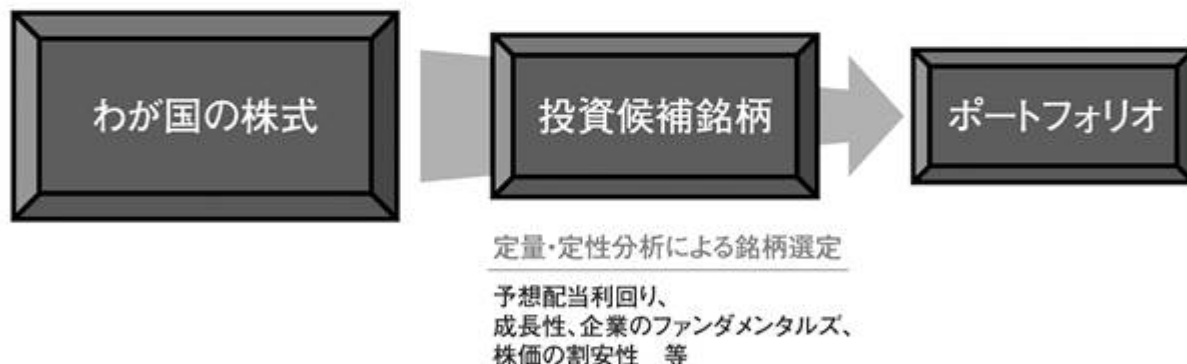 わが国の株式
投資候補銘柄
ポートフォリオ
定量・定性分析による銘柄選定
予想配当利回り、
成長性、企業のファンダメンタルズ、
株価の割安性　等